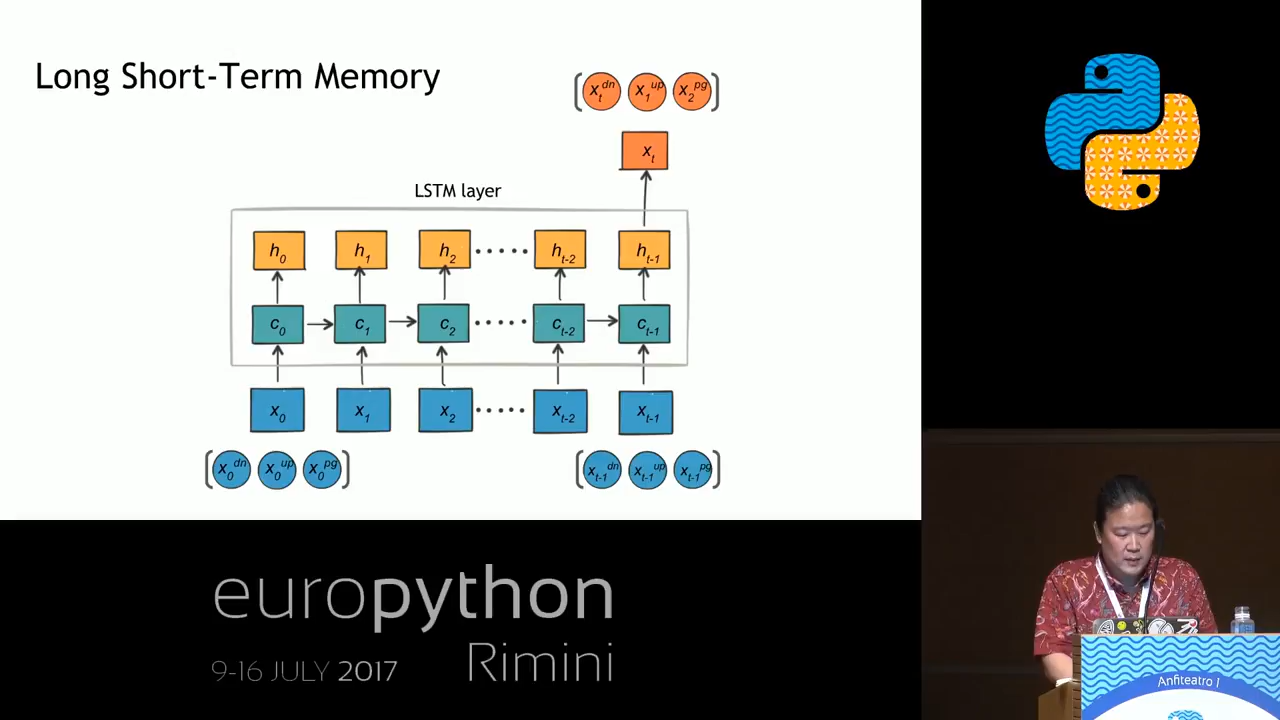 Long Short-Term Memory
x_t^dn x_1^up x_2^pg
x_t
LSTM layer
h_0 h_1 h_2 ..... h_t-2 h_t-1
c_0 c_1 c_2 ..... c_t-2 c_t-1
x_0 x_1 x_2 ..... x_t-2 x_t-1
x_0^dn x_0^up x_0^pg x_t-1^dn x_t-1^up x_t-1^pg
europython
9-16 JULY 2017 Rimini
Anfiteatro 1